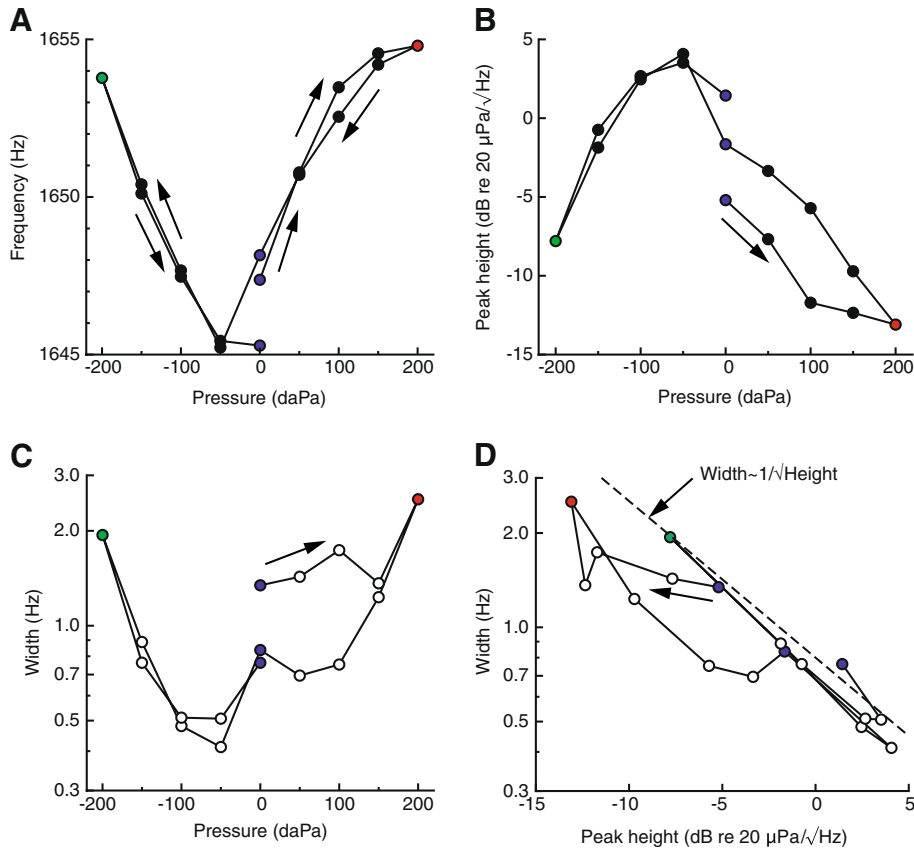 A
1655
1650
1645
Frequency (Hz)
-200 -100 0 100 200
Pressure (daPa)
B
5
0
-5
-10
-15
Peak height (dB re 20 µPa/√Hz)
-200 -100 0 100 200
Pressure (daPa)
C
3.0
2.0
1.0
0.7
0.5
0.3
Width (Hz)
-200 -100 0 100 200
Pressure (daPa)
D
3.0
2.0
1.0
0.7
0.5
0.3
Width (Hz)
Width~1/√Height
-15 -10 -5 0 5
Peak height (dB re 20 µPa/√Hz)